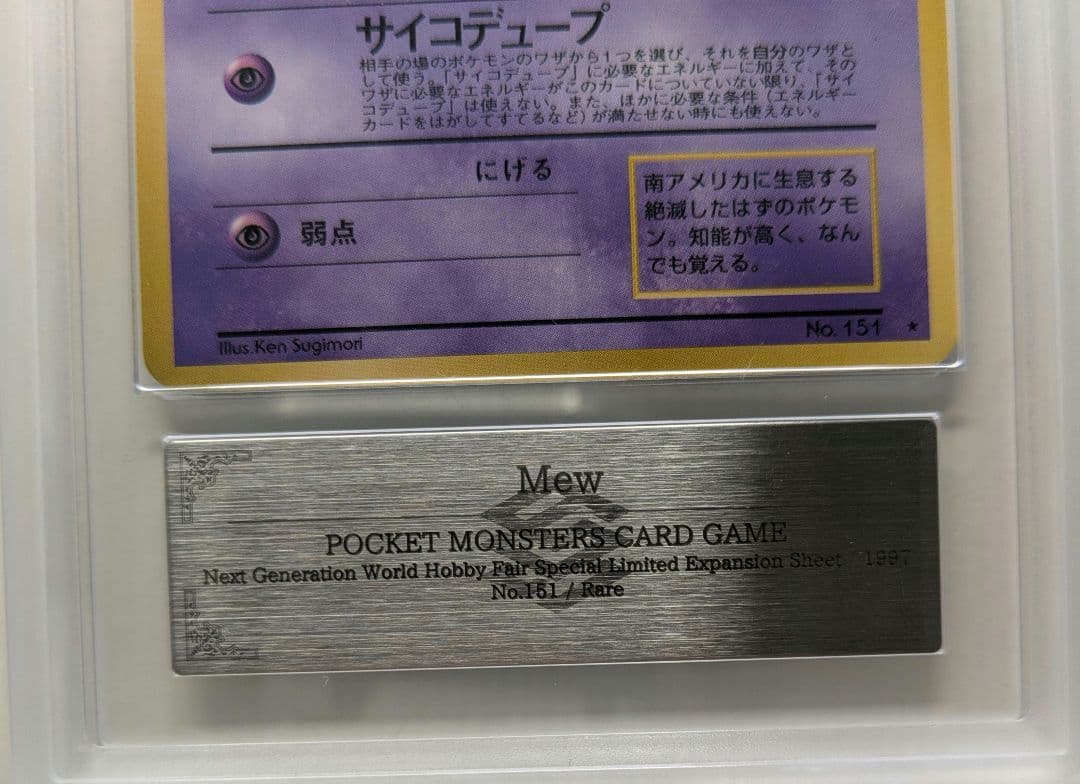 サイコデュープ
相手の場のポケモンのワザから1つを選び、それを自分のワザと
して使う。「サイコデュープ」に必要なエネルギーに加えて、その
ワザに必要なエネルギーがこのカードについていない限り、「サイ
コデュープ」は使えない。また、ほかに必要な条件（エネルギー
カードをはがしてすてるなど）が満たせない時にも使えない。
にげる
弱点
南アメリカに生息する
絶滅したはずのポケモ
ン。知能が高く、なん
でも覚える。
Illus. Ken Sugimori
No. 151 ★
Mew
POCKET MONSTERS CARD GAME
Next Generation World Hobby Fair Special Limited Expansion Sheet 1997
No.151 / Rare